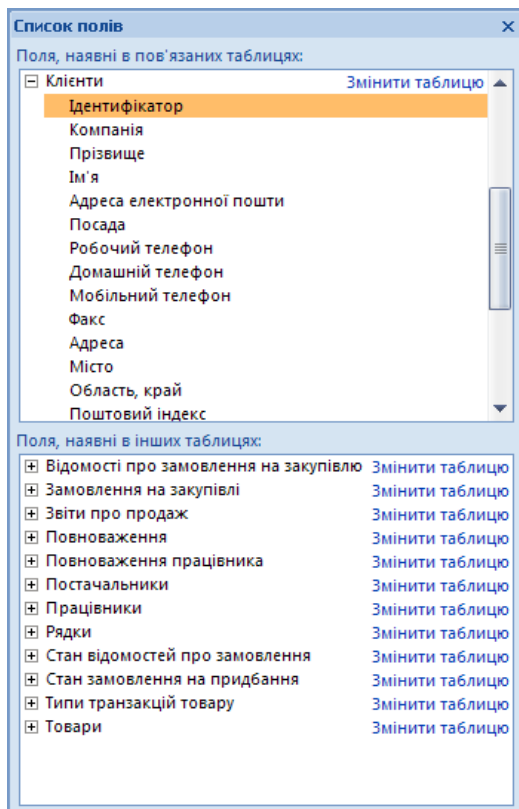 Список полів
Поля, наявні в пов'язаних таблицях:
Клієнти Змінити таблицю
Ідентифікатор
Компанія
Прізвище
Ім'я
Адреса електронної пошти
Посада
Робочий телефон
Домашній телефон
Мобільний телефон
Факс
Адреса
Місто
Область, край
Поштовий індекс
Поля, наявні в інших таблицях:
Відомості про замовлення на закупівлю Змінити таблицю
Замовлення на закупівлі Змінити таблицю
Звіти про продаж Змінити таблицю
Повноваження Змінити таблицю
Повноваження працівника Змінити таблицю
Постачальники Змінити таблицю
Працівники Змінити таблицю
Рядки Змінити таблицю
Стан відомостей про замовлення Змінити таблицю
Стан замовлення на придбання Змінити таблицю
Типи транзакцій товару Змінити таблицю
Товари Змінити таблицю